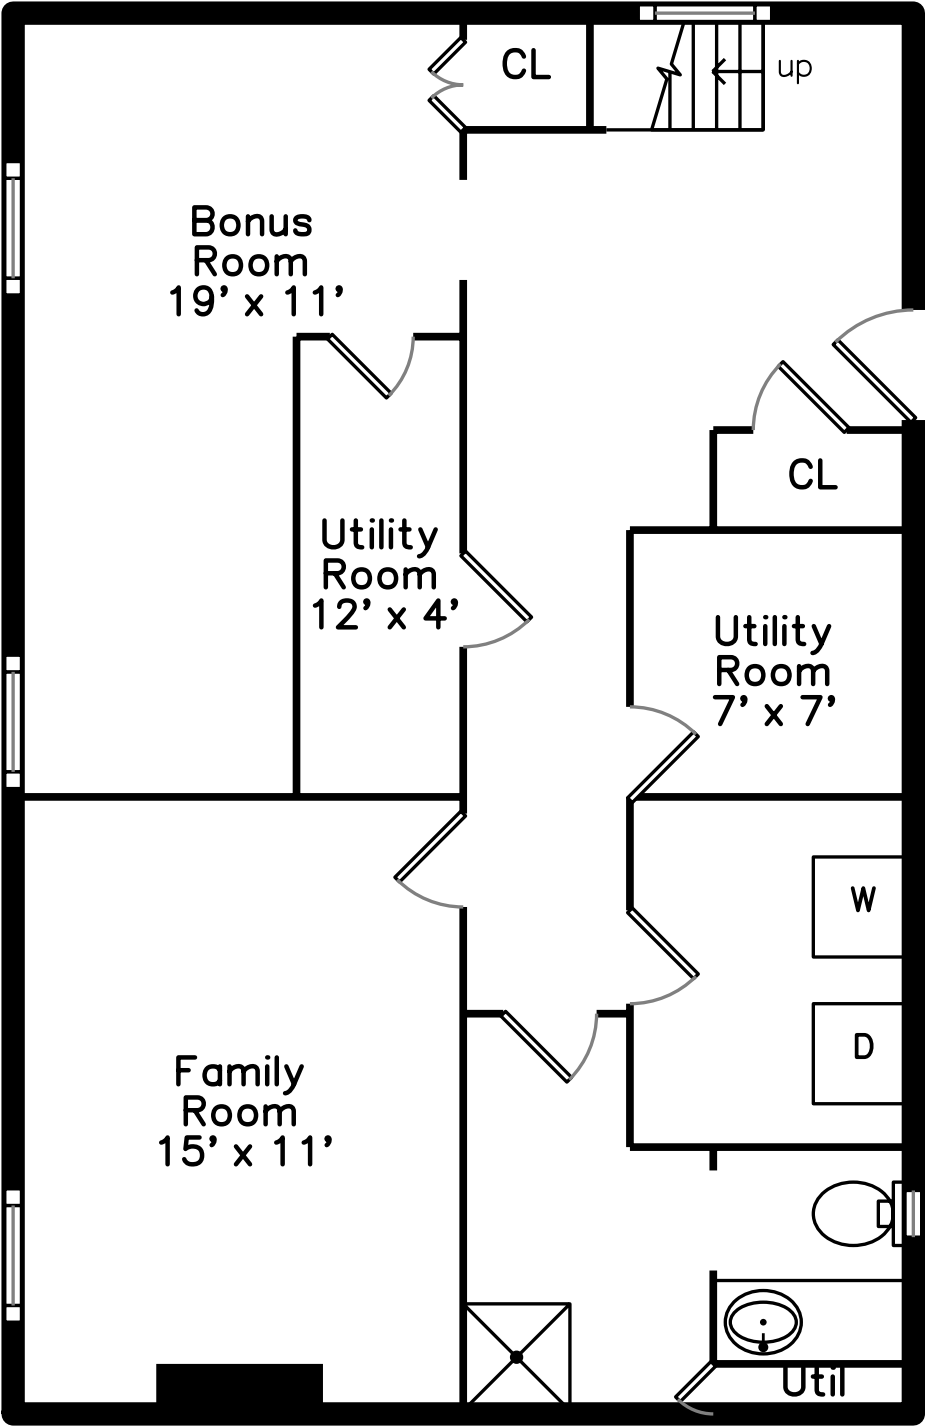 CL
up
Bonus
Room
19' x 11'
CL
Utility
Room
12' x 4'
Utility
Room
7' x 7'
W
D
Family
Room
15' x 11'
Util